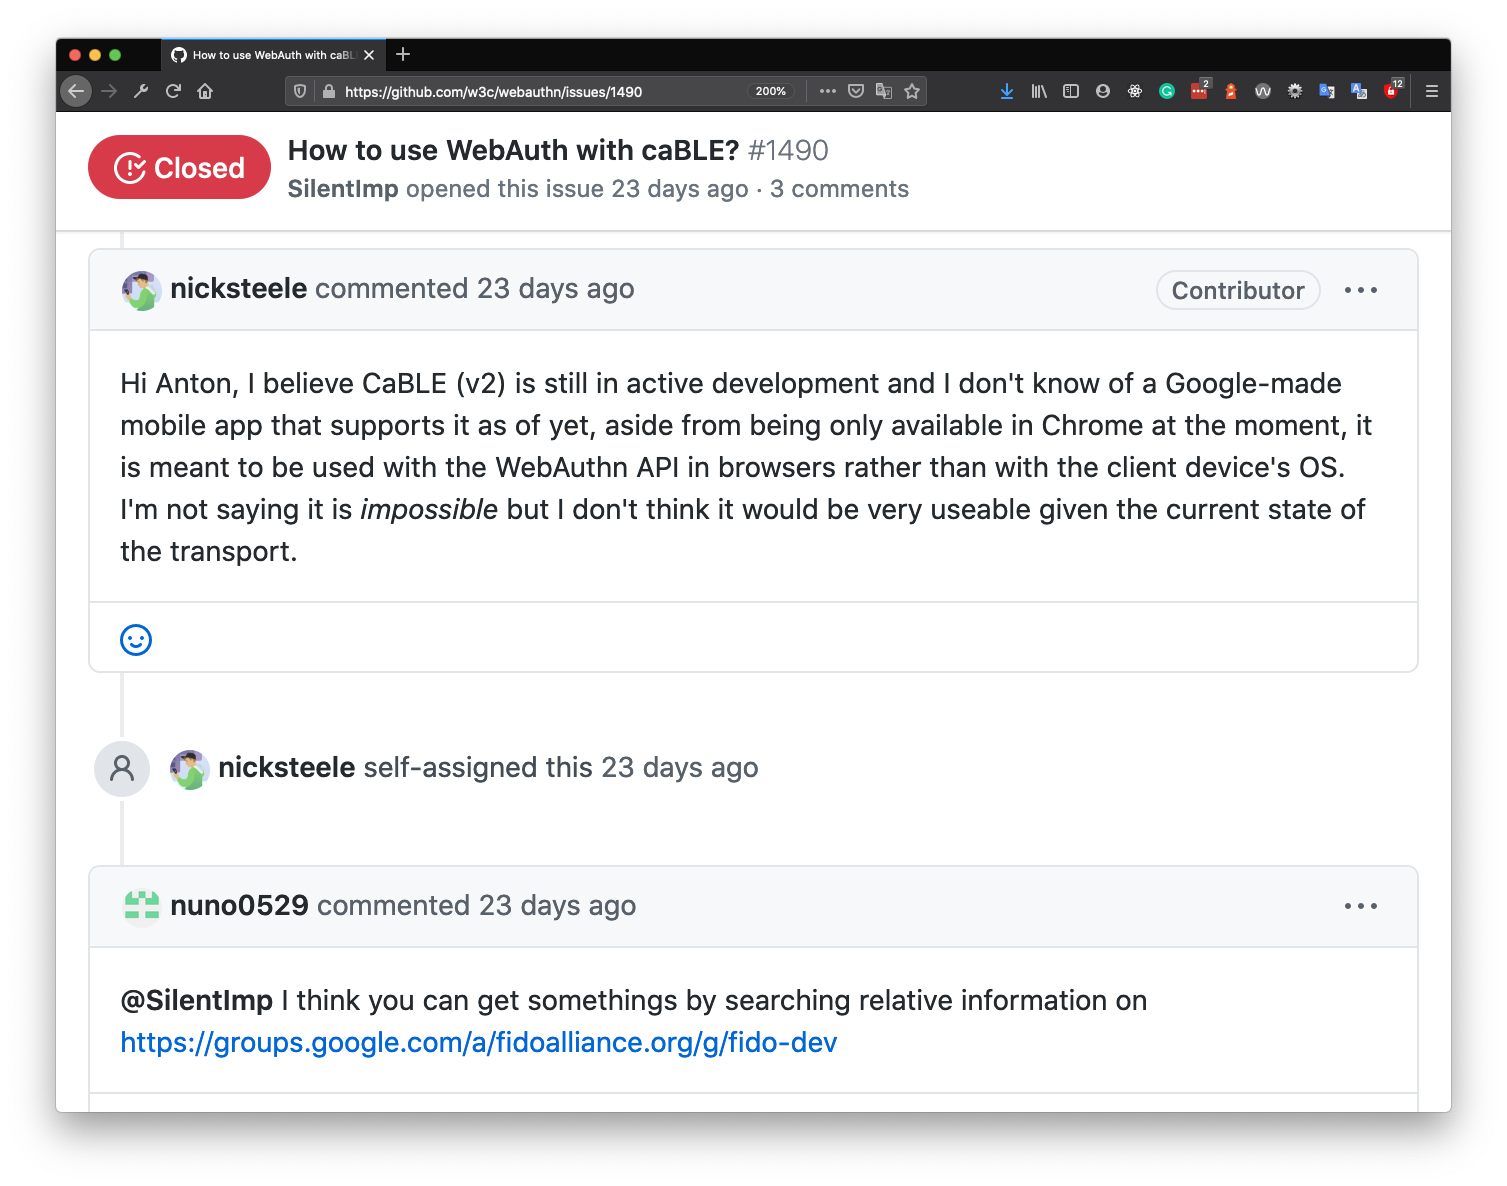 How to use WebAuth with caBL
https://github.com/w3c/webauthn/issues/1490
200%
2
12
Closed
How to use WebAuth with caBLE? #1490
SilentImp opened this issue 23 days ago · 3 comments
nicksteele commented 23 days ago
Contributor
Hi Anton, I believe CaBLE (v2) is still in active development and I don't know of a Google-made
mobile app that supports it as of yet, aside from being only available in Chrome at the moment, it
is meant to be used with the WebAuthn API in browsers rather than with the client device's OS.
I'm not saying it is impossible but I don't think it would be very useable given the current state of
the transport.
nicksteele self-assigned this 23 days ago
nuno0529 commented 23 days ago
@SilentImp I think you can get somethings by searching relative information on
https://groups.google.com/a/fidoalliance.org/g/fido-dev